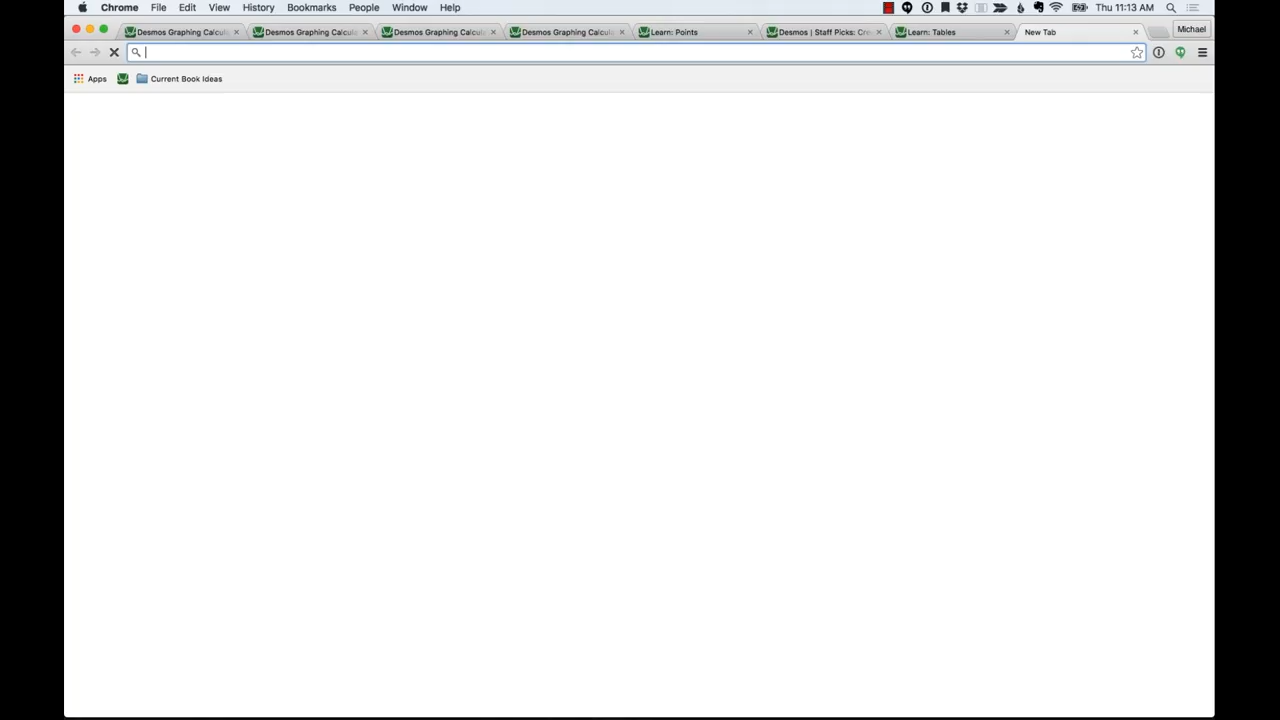 Chrome File Edit View History Bookmarks People Window Help Thu 11:13 AM
Desmos Graphing Calcul Desmos Graphing Calcul Desmos Graphing Calcul Desmos Graphing Calcul Learn: Points Desmos | Staff Picks: Cre Learn: Tables New Tab Michael
Apps Current Book Ideas